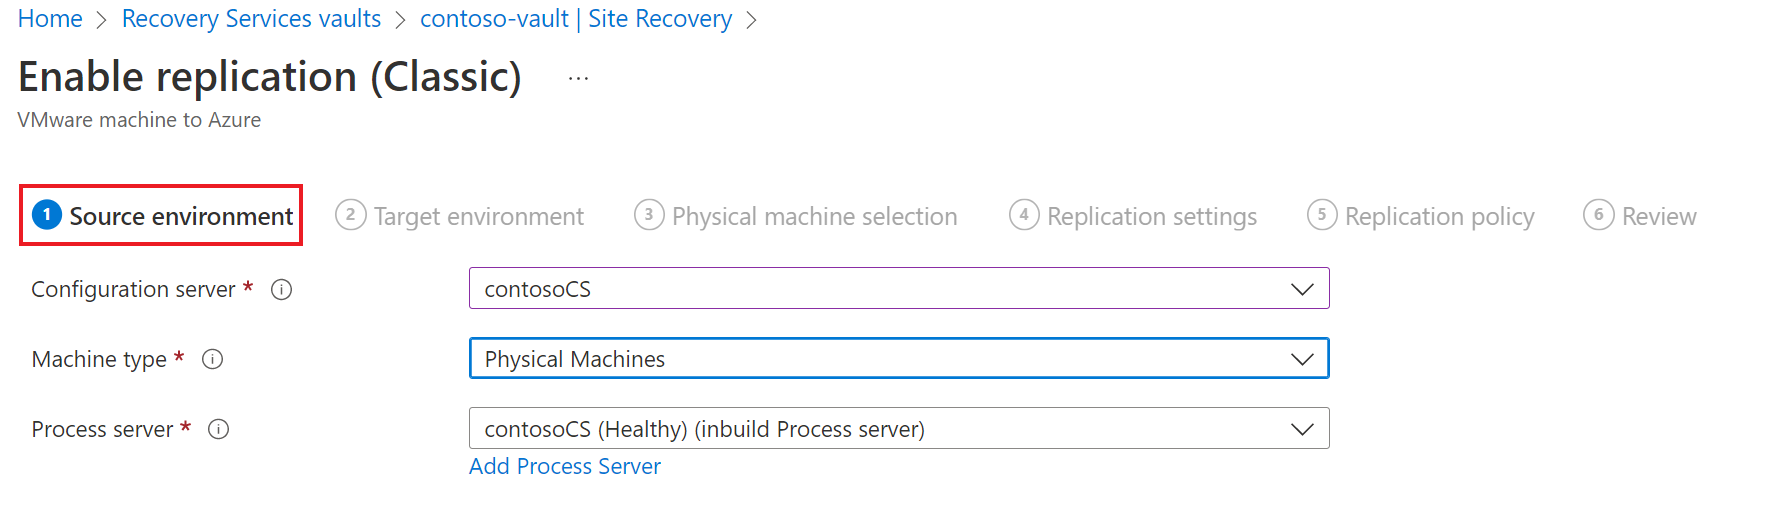 Home > Recovery Services vaults > contoso-vault | Site Recovery >
Enable replication (Classic) ...
VMware machine to Azure
1 Source environment 2 Target environment 3 Physical machine selection 4 Replication settings 5 Replication policy 6 Review
Configuration server * contosoCS
Machine type * Physical Machines
Process server * contosoCS (Healthy) (inbuild Process server)
Add Process Server